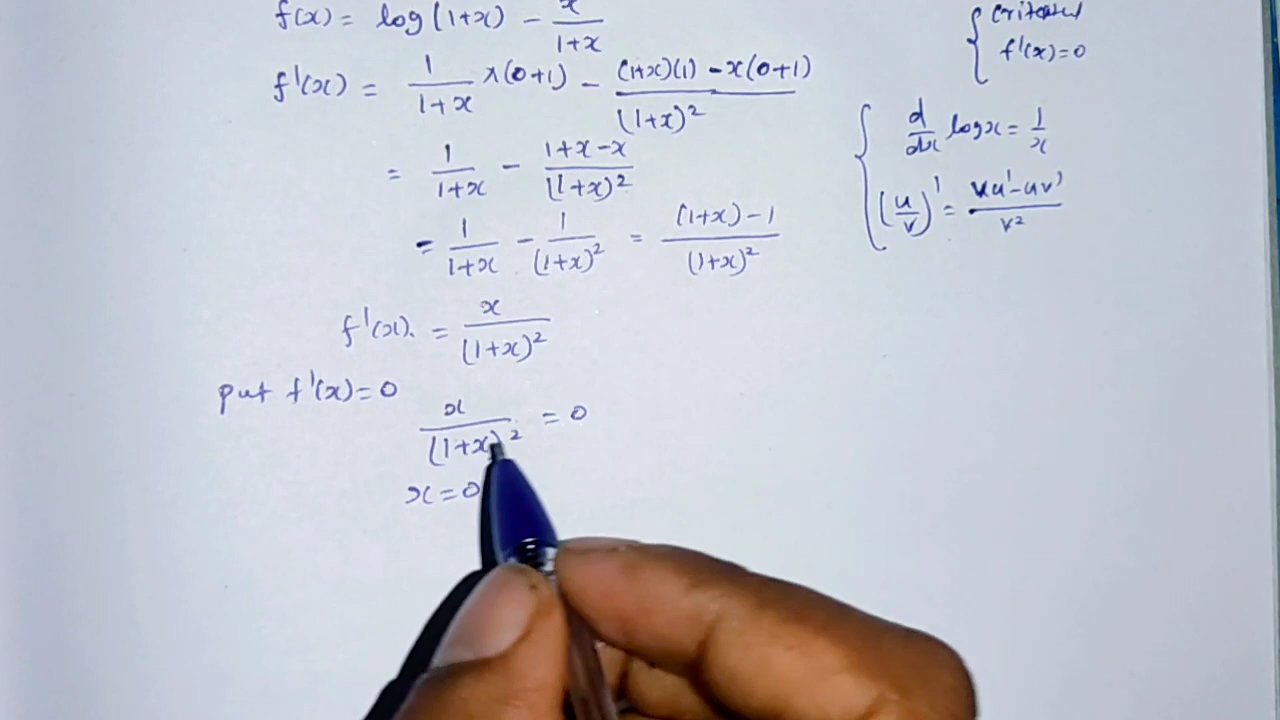 f(x) = log(1+x) - x/(1+x)
f'(x) = 1/(1+x) ×(0+1) - ((1+x)(1) - x(0+1))/(1+x)²
= 1/(1+x) - (1+x-x)/(1+x)²
= 1/(1+x) - 1/(1+x)² = ((1+x)-1)/(1+x)²
f'(x). = x/(1+x)²
put f'(x)=0
x/(1+x)² = 0
x=0
f'(x)=0
d/dx logx = 1/x
(u/v)' = (vu'-uv')/v²